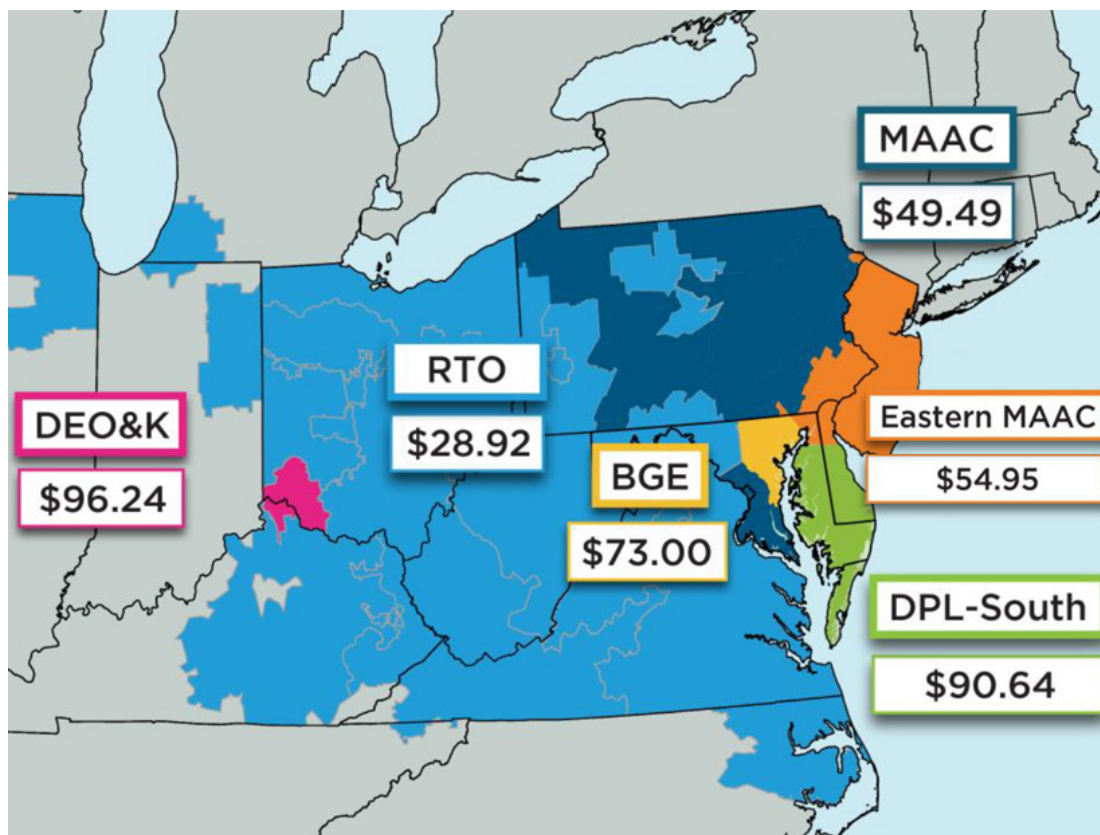 MAAC
$49.49
RTO
$28.92
DEO&K
$96.24
BGE
$73.00
Eastern MAAC
$54.95
DPL-South
$90.64